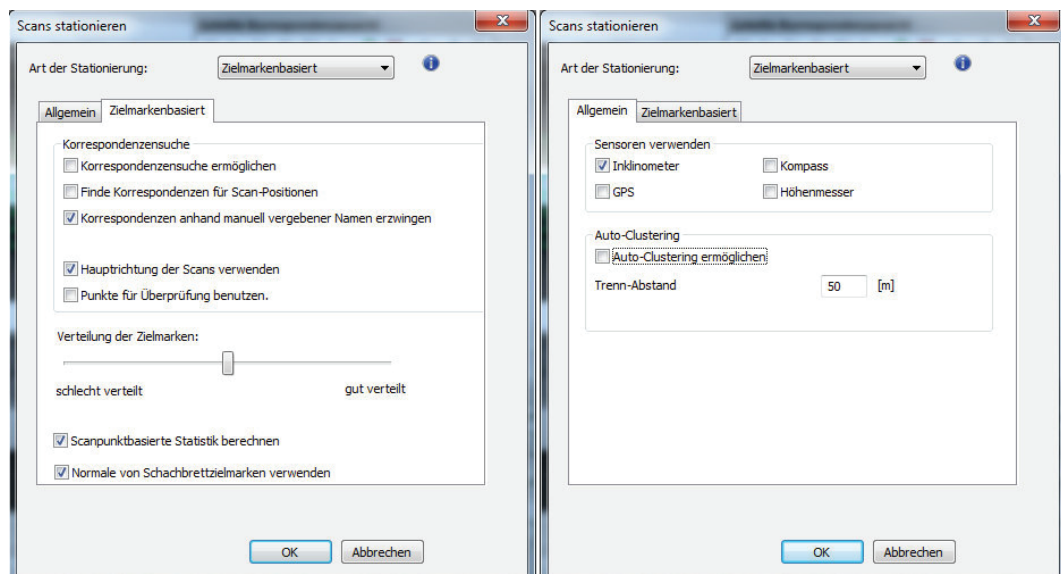 Scans stationieren
Art der Stationierung: Zielmarkenbasiert
Allgemein Zielmarkenbasiert
Korrespondenzensuche
Korrespondenzensuche ermöglichen
Finde Korrespondenzen für Scan-Positionen
Korrespondenzen anhand manuell vergebener Namen erzwingen
Hauptrichtung der Scans verwenden
Punkte für Überprüfung benutzen.
Verteilung der Zielmarken:
schlecht verteilt gut verteilt
Scanpunktbasierte Statistik berechnen
Normale von Schachbrettzielmarken verwenden
OK Abbrechen
Scans stationieren
Art der Stationierung: Zielmarkenbasiert
Allgemein Zielmarkenbasiert
Sensoren verwenden
Inklinometer Kompass
GPS Höhenmesser
Auto-Clustering
Auto-Clustering ermöglichen
Trenn-Abstand 50 [m]
OK Abbrechen